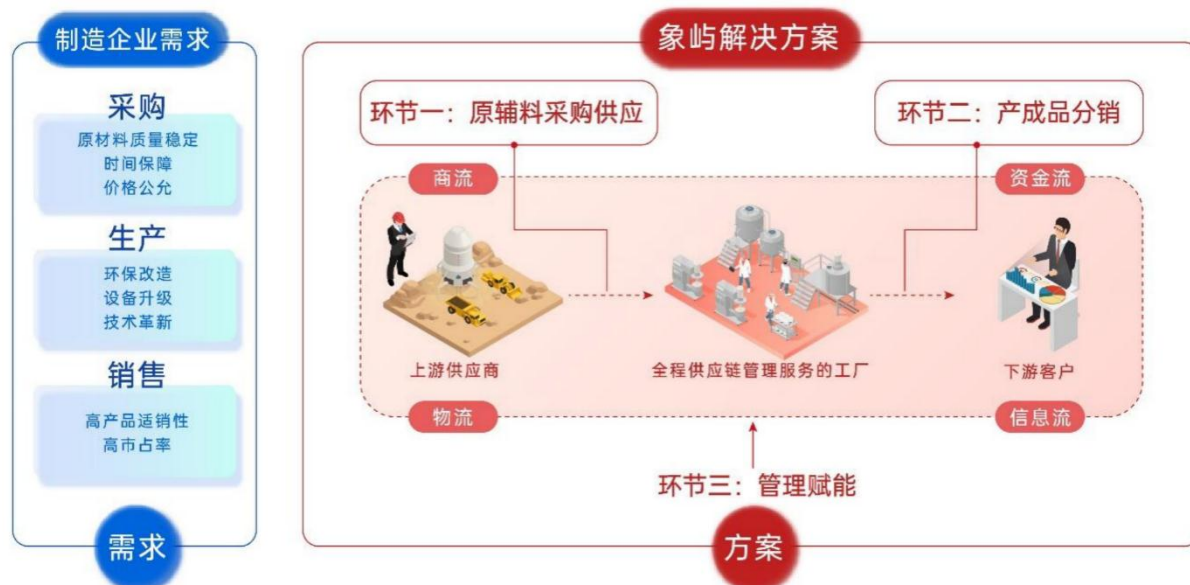 制造企业需求
采购
原材料质量稳定
时间保障
价格公允
生产
环保改造
设备升级
技术革新
销售
高产品适销性
高市占率
需求
象屿解决方案
环节一：原辅料采购供应
环节二：产成品分销
商流
资金流
上游供应商
全程供应链管理服务的工厂
下游客户
物流
信息流
环节三：管理赋能
方案